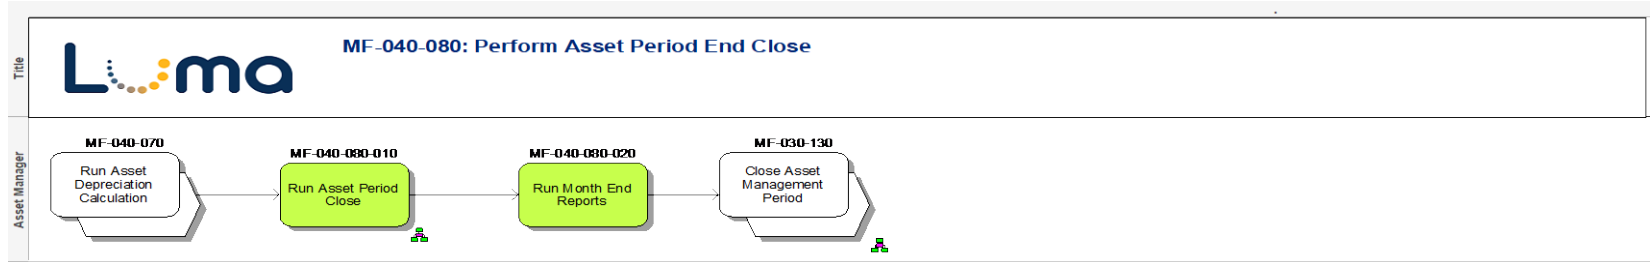 Title
Luma
MF-040-080: Perform Asset Period End Close
Asset Manager
MF-040-070
Run Asset
Depreciation
Calculation
MF-040-080-010
Run Asset Period
Close
MF-040-080-020
Run Month End
Reports
MF-030-130
Close Asset
Management
Period